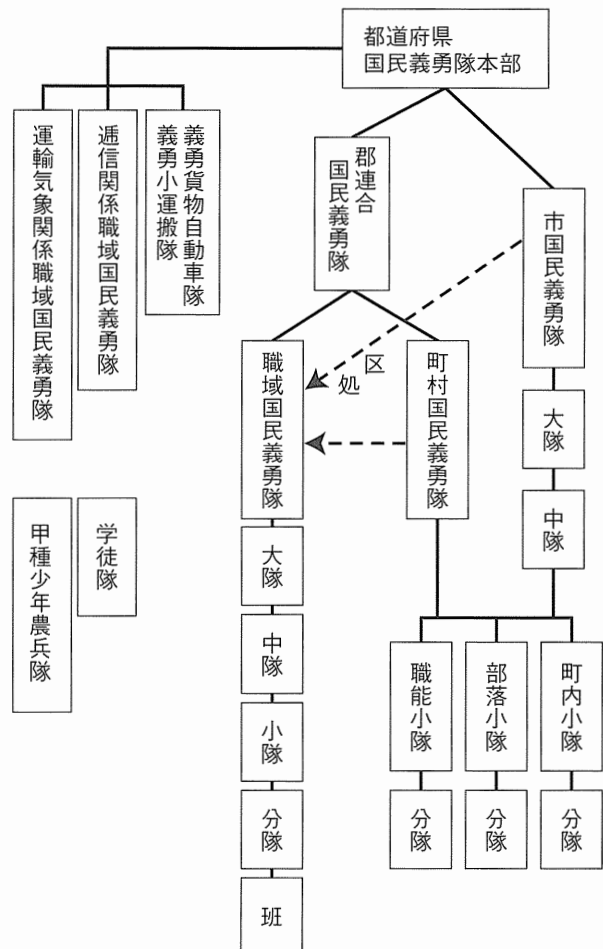 都道府県
国民義勇隊本部
義勇貨物自動車隊
義勇小運搬隊
逓信関係職域国民義勇隊
運輸気象関係職域国民義勇隊
郡連合
国民義勇隊
市国民義勇隊
区
処
町村国民義勇隊
職域国民義勇隊
大隊
中隊
学徒隊
甲種少年農兵隊
大隊
中隊
小隊
分隊
班
町内小隊
部落小隊
職能小隊
分隊
分隊
分隊